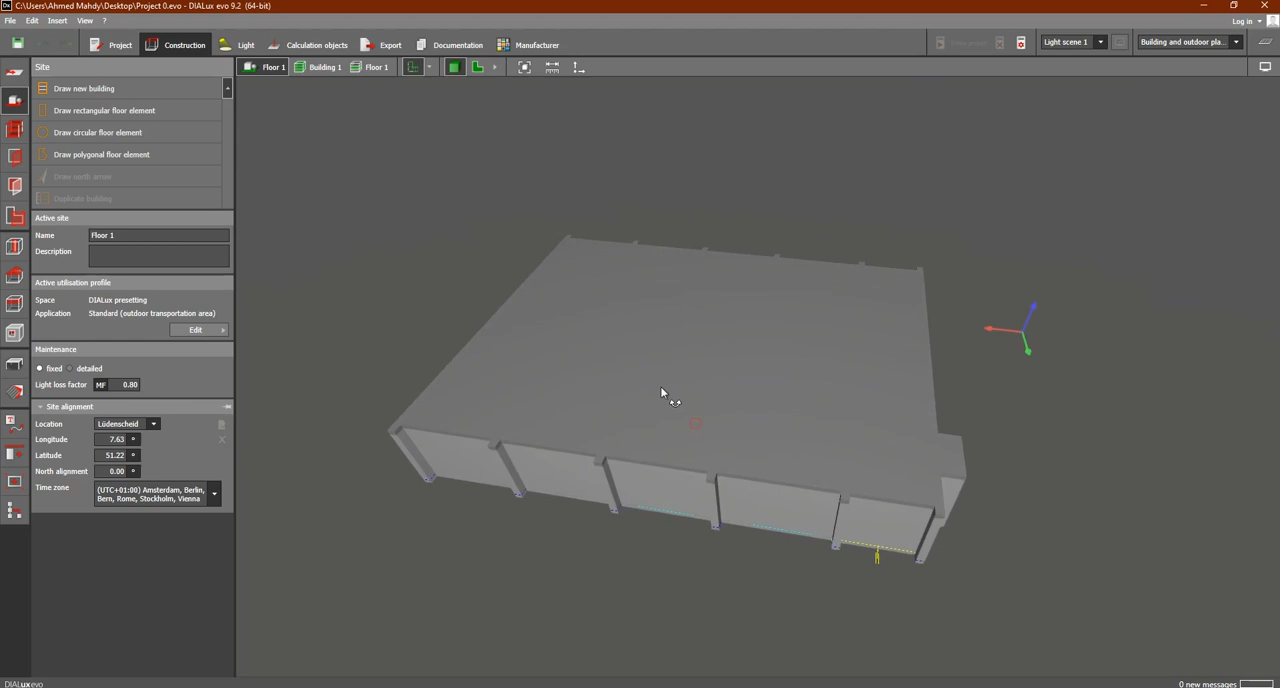 C:\Users\Ahmed Mahdy\Desktop\Project 0.evo - DIALux evo 9.2 (64-bit)
File Edit Insert View ?
Log in
Project Construction Light Calculation objects Export Documentation Manufacturer
Light scene 1 Building and outdoor pla...
Site
Floor 1 Building 1 Floor 1
Draw new building
Draw rectangular floor element
Draw circular floor element
Draw polygonal floor element
Draw north arrow
Duplicate building
Active site
Name Floor 1
Description
Active utilisation profile
Space DIALux presetting
Application Standard (outdoor transportation area)
Edit
Maintenance
fixed detailed
Light loss factor MF 0.80
Site alignment
Location Lüdenscheid
Longitude 7.63 °
Latitude 51.22 °
North alignment 0.00 °
Time zone (UTC+01:00) Amsterdam, Berlin,
Bern, Rome, Stockholm, Vienna
DIALux evo
0 new messages